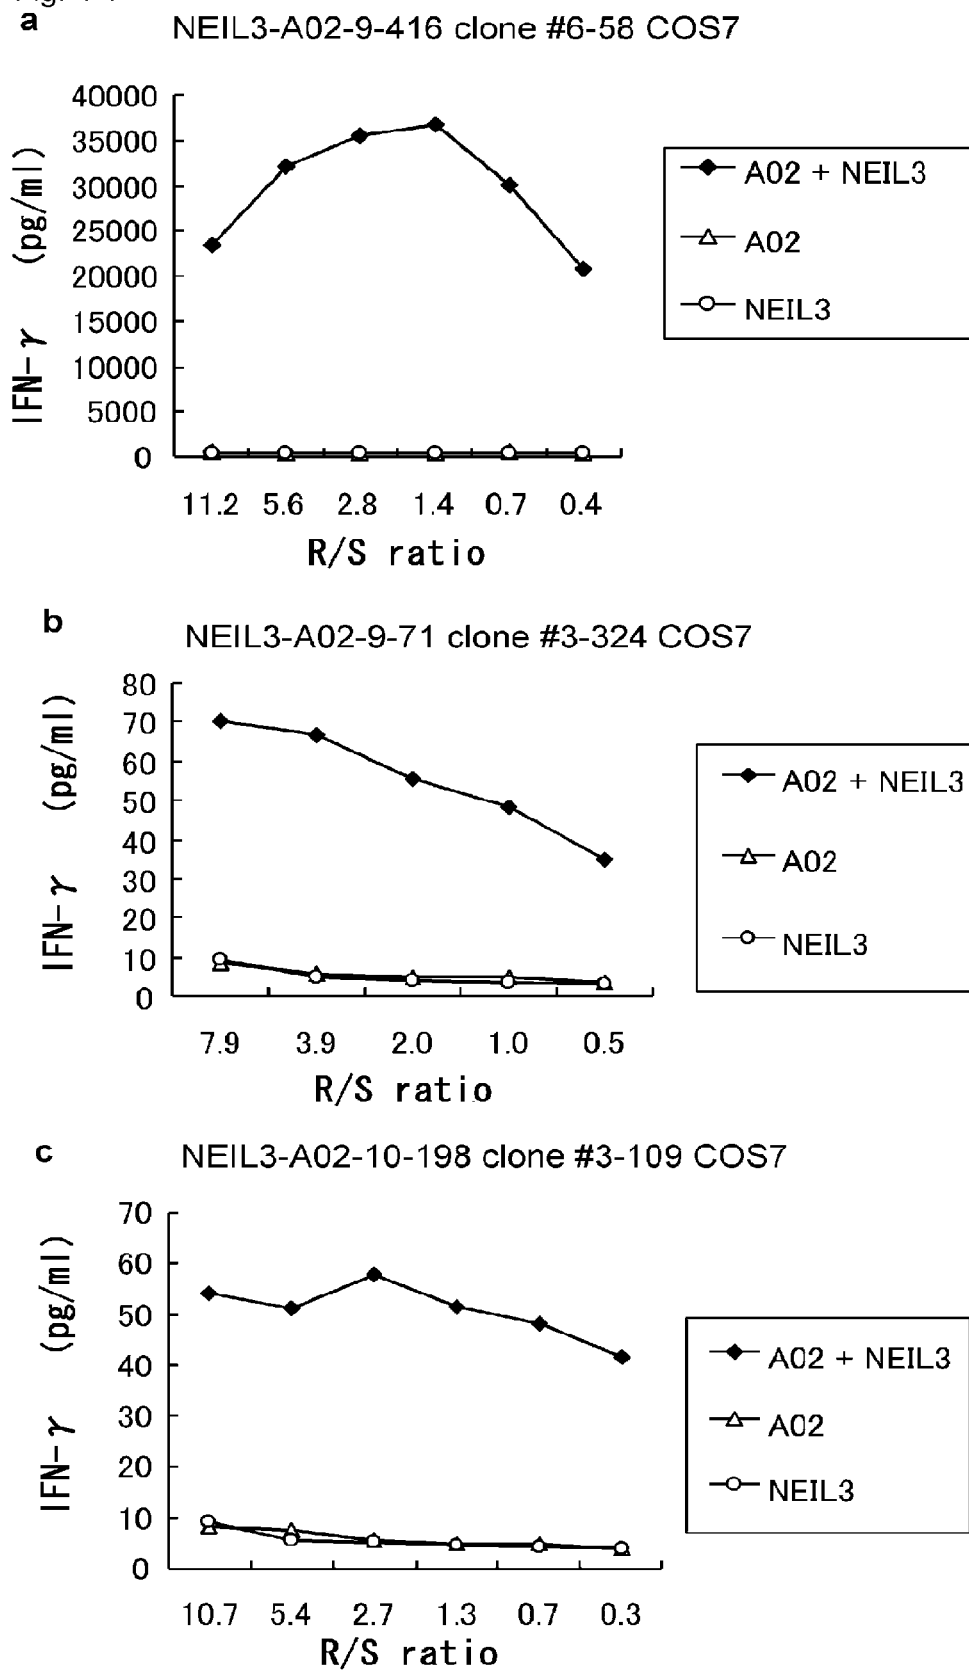 a
NEIL3-A02-9-416 clone #6-58 COS7
IFN-γ (pg/ml)
40000
35000
30000
25000
20000
15000
10000
5000
0
11.2 5.6 2.8 1.4 0.7 0.4
R/S ratio
A02 + NEIL3
A02
NEIL3
b
NEIL3-A02-9-71 clone #3-324 COS7
IFN-γ (pg/ml)
80
70
60
50
40
30
20
10
0
7.9 3.9 2.0 1.0 0.5
R/S ratio
A02 + NEIL3
A02
NEIL3
c
NEIL3-A02-10-198 clone #3-109 COS7
IFN-γ (pg/ml)
70
60
50
40
30
20
10
0
10.7 5.4 2.7 1.3 0.7 0.3
R/S ratio
A02 + NEIL3
A02
NEIL3